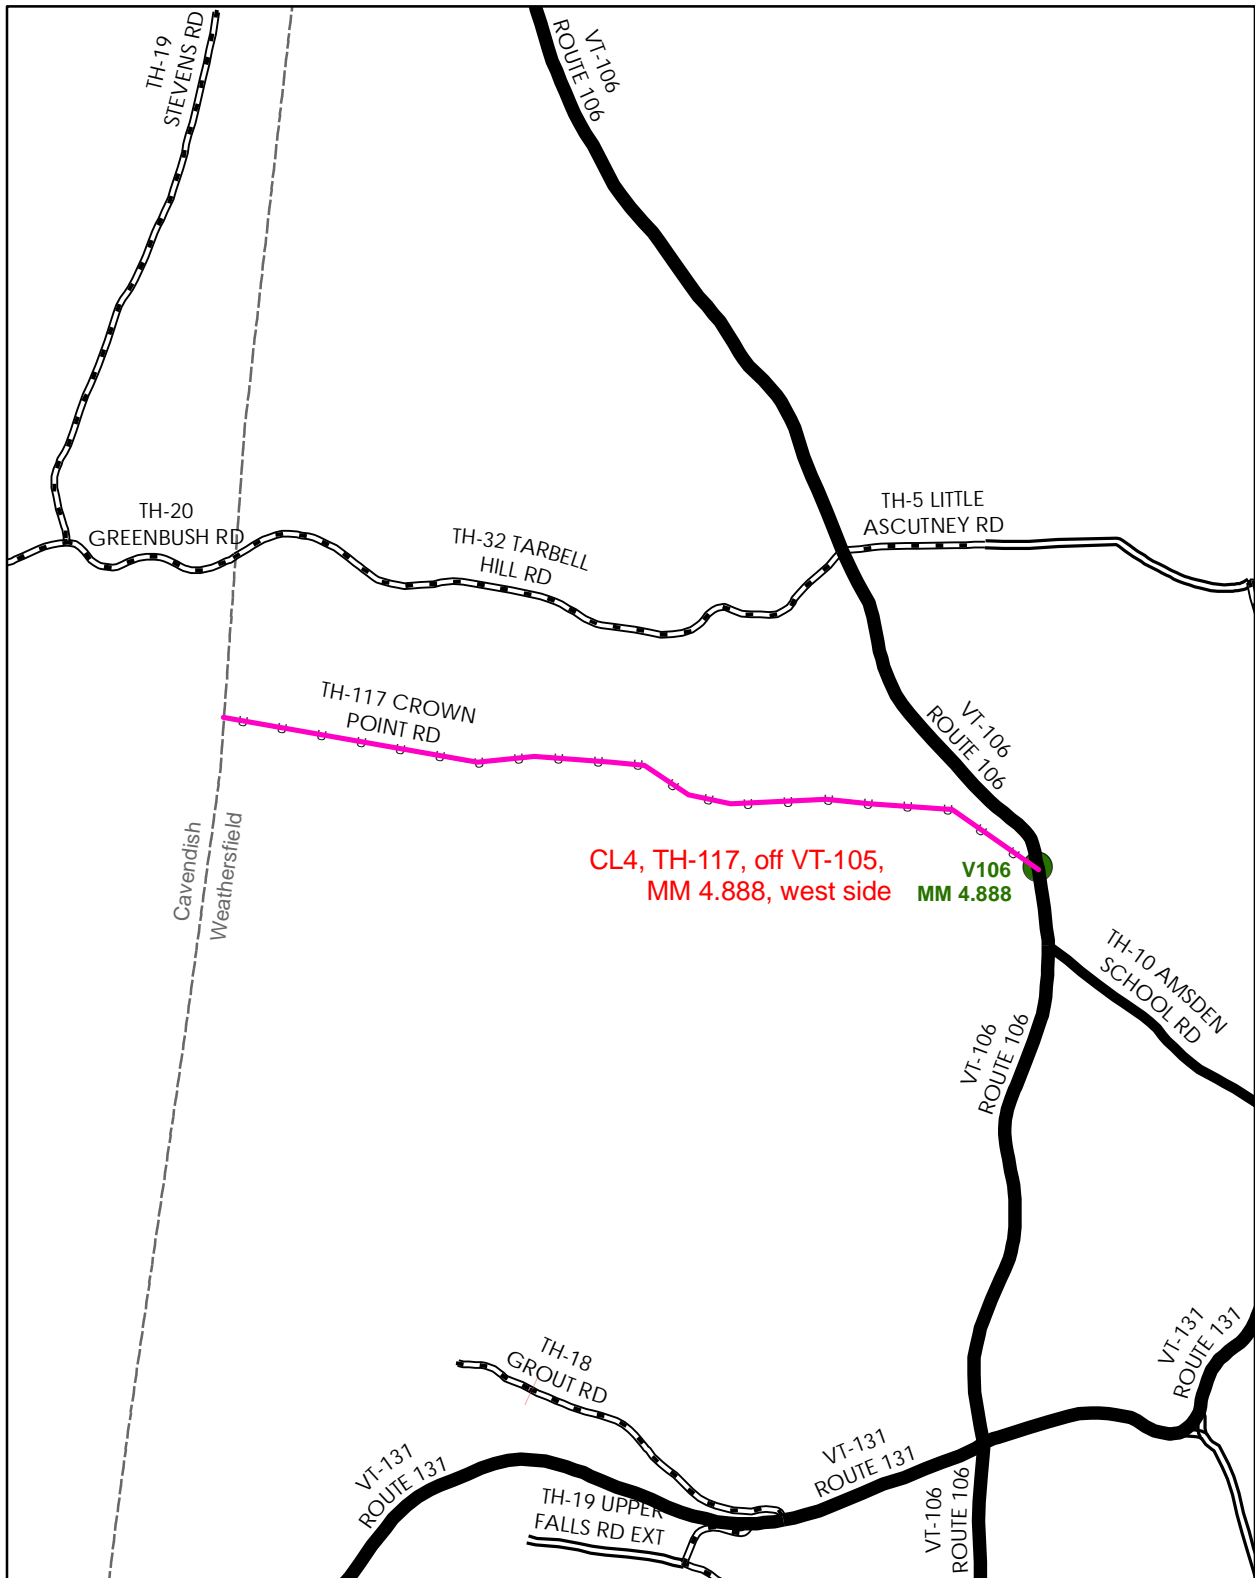 TH-19
STEVENS RD
VT-106
ROUTE 106
TH-20
GREENBUSH RD
TH-32 TARBELL
HILL RD
TH-5 LITTLE
ASCUTNEY RD
TH-117 CROWN
POINT RD
VT-106
ROUTE 106
Cavendish
Weathersfield
CL4, TH-117, off VT-105,
MM 4.888, west side
V106
MM 4.888
TH-10 AMSDEN
SCHOOL RD
VT-106
ROUTE 106
TH-18
GROUT RD
VT-131
ROUTE 131
VT-131
ROUTE 131
VT-131
ROUTE 131
TH-19 UPPER
FALLS RD EXT
VT-106
ROUTE 106